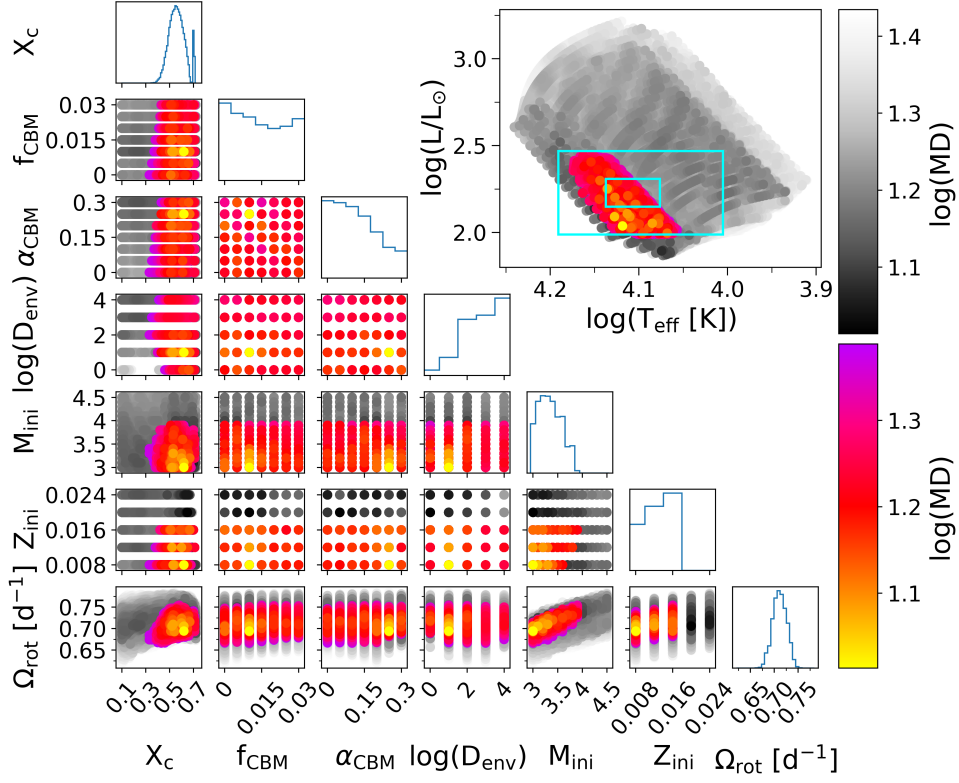 X_c
f_CBM
0.03
0.015
0
α_CBM
0.3
0.15
0
log(D_env)
4
2
0
M_ini
4.5
4
3.5
3
Z_ini
0.024
0.016
0.008
Ω_rot [d⁻¹]
0.75
0.70
0.65
0.1 0.3 0.5 0.7
0 0.015 0.03
0 0.15 0.3
0 2 4
3 3.5 4 4.5
0.008 0.016 0.024
0.65 0.70 0.75
X_c f_CBM α_CBM log(D_env) M_ini Z_ini Ω_rot [d⁻¹]
log(L/L_⊙)
3.0
2.5
2.0
4.2 4.1 4.0 3.9
log(T_eff [K])
1.4
1.3
1.2
1.1
log(MD)
1.3
1.2
1.1
log(MD)